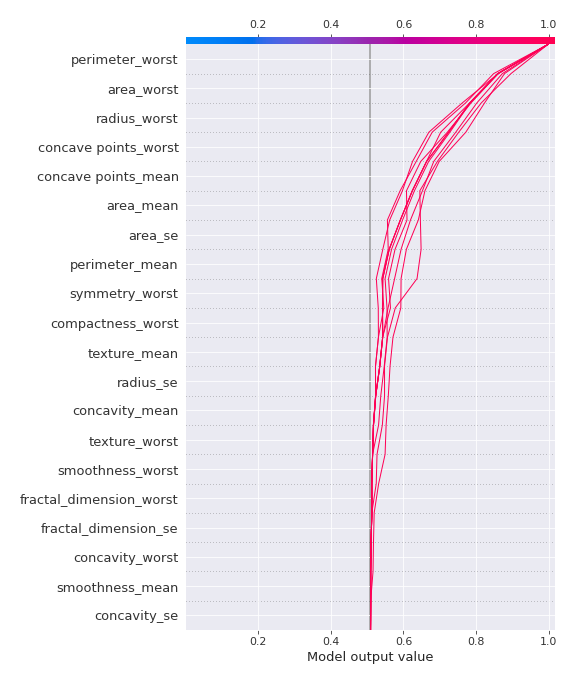 0.2 0.4 0.6 0.8 1.0
perimeter_worst
area_worst
radius_worst
concave points_worst
concave points_mean
area_mean
area_se
perimeter_mean
symmetry_worst
compactness_worst
texture_mean
radius_se
concavity_mean
texture_worst
smoothness_worst
fractal_dimension_worst
fractal_dimension_se
concavity_worst
smoothness_mean
concavity_se
0.2 0.4 0.6 0.8 1.0
Model output value